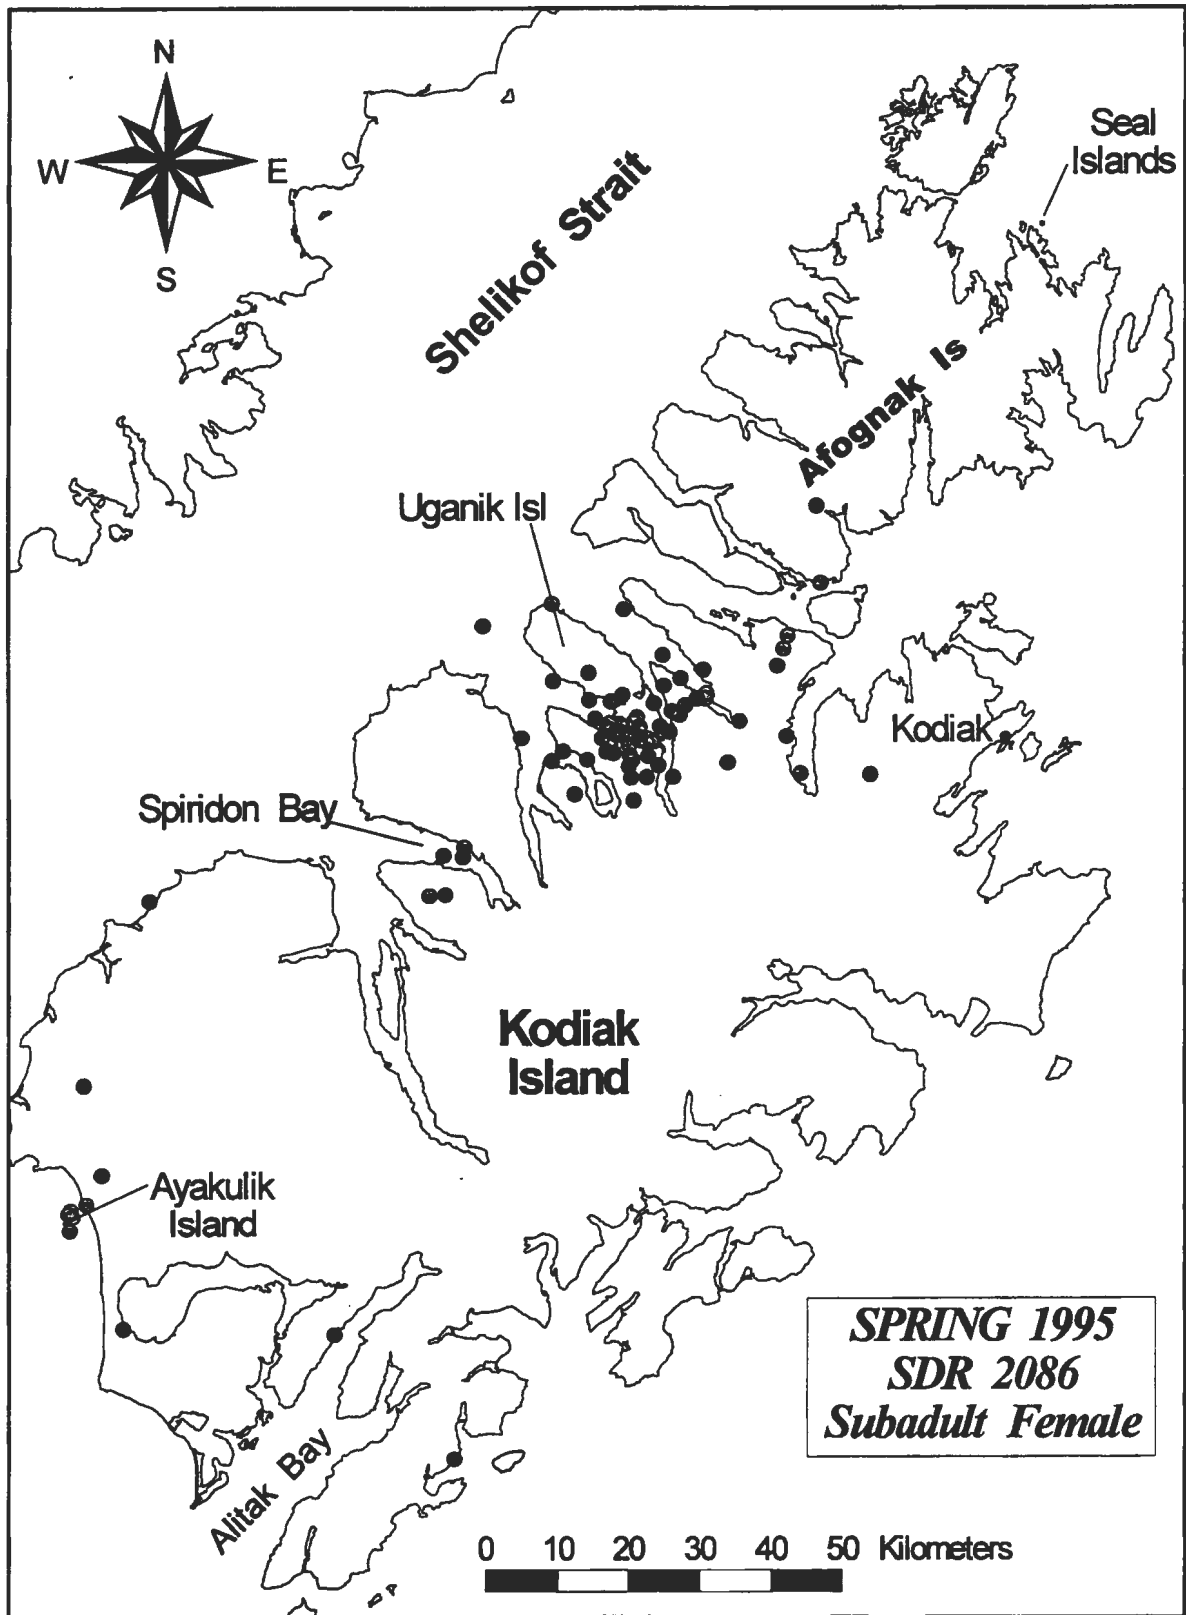 N
W
E
S
Seal
Islands
Shelikof Strait
Afognak Is
Uganik Isl
Kodiak
Spiridon Bay
Kodiak
Island
Ayakulik
Island
SPRING 1995
SDR 2086
Subadult Female
Alitak Bay
0 10 20 30 40 50 Kilometers